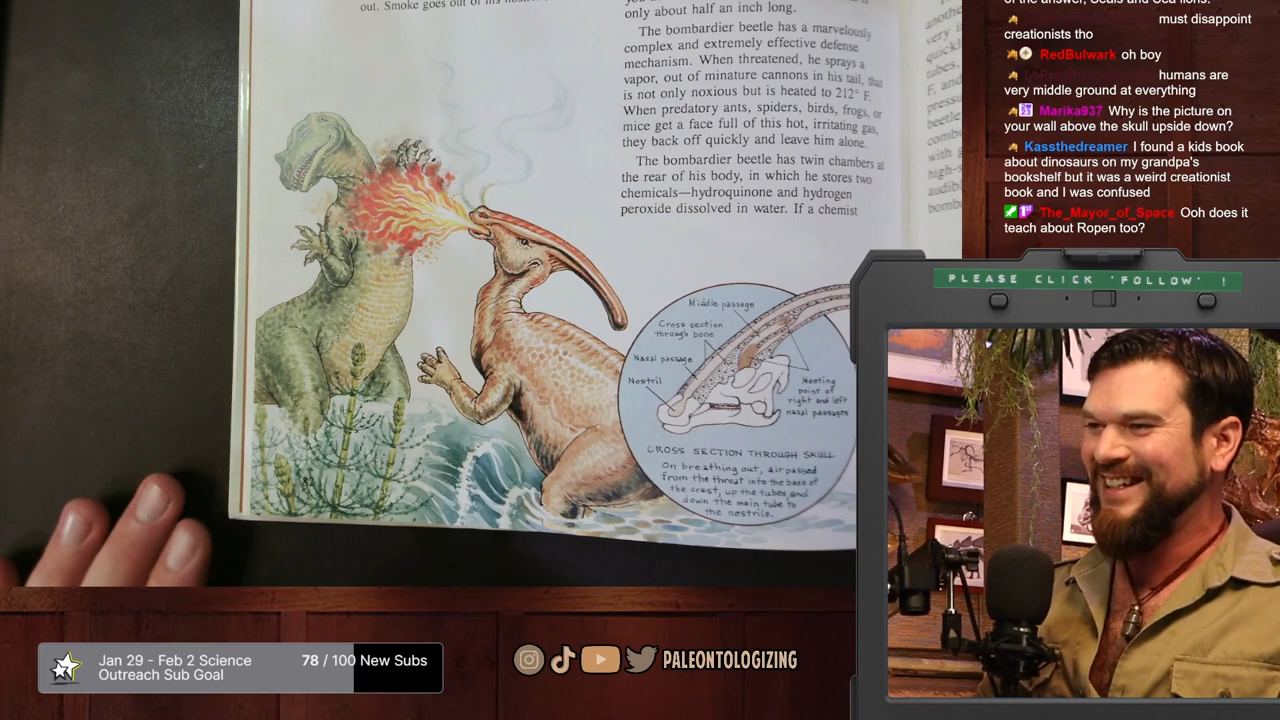 out. Smoke goes out of his
only about half an inch long.
The bombardier beetle has a marvelously
complex and extremely effective defense
mechanism. When threatened, he sprays a
vapor, out of minature cannons in his tail, that
is not only noxious but is heated to 212° F.
When predatory ants, spiders, birds, frogs, or
mice get a face full of this hot, irritating gas,
they back off quickly and leave him alone.
The bombardier beetle has twin chambers at
the rear of his body, in which he stores two
chemicals—hydroquinone and hydrogen
peroxide dissolved in water. If a chemist
Middle passage
Cross section
through bone
Nasal passage
Nostril
Meeting
point of
right and left
nasal passages
CROSS SECTION THROUGH SKULL
On breathing out, air passed
from the throat into the base of
the crest, up the tubes and
down the main tube to
the nostrils.
of the answer, Seals and Sea lions.
must disappoint
creationists tho
RedBulwark oh boy
humans are
very middle ground at everything
Marika937 Why is the picture on
your wall above the skull upside down?
Kassthedreamer I found a kids book
about dinosaurs on my grandpa's
bookshelf but it was a weird creationist
book and I was confused
The_Mayor_of_Space Ooh does it
teach about Ropen too?
PLEASE CLICK "FOLLOW" !
Jan 29 - Feb 2 Science
Outreach Sub Goal
78 / 100 New Subs
PALEONTOLOGIZING